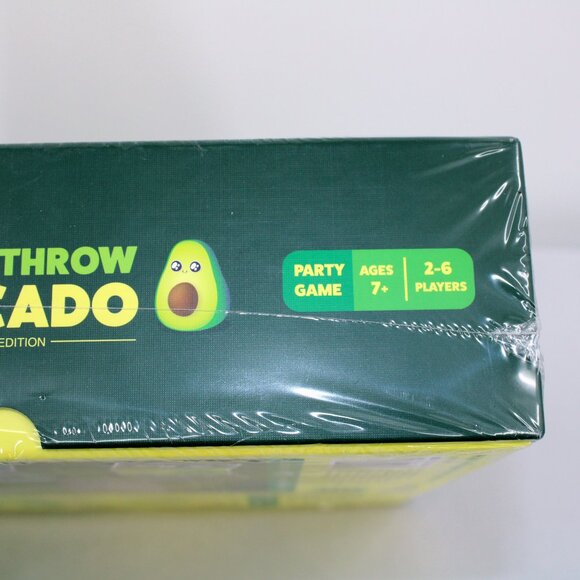 THROW
CADO
EDITION
PARTY
GAME
AGES
7+
2-6
PLAYERS